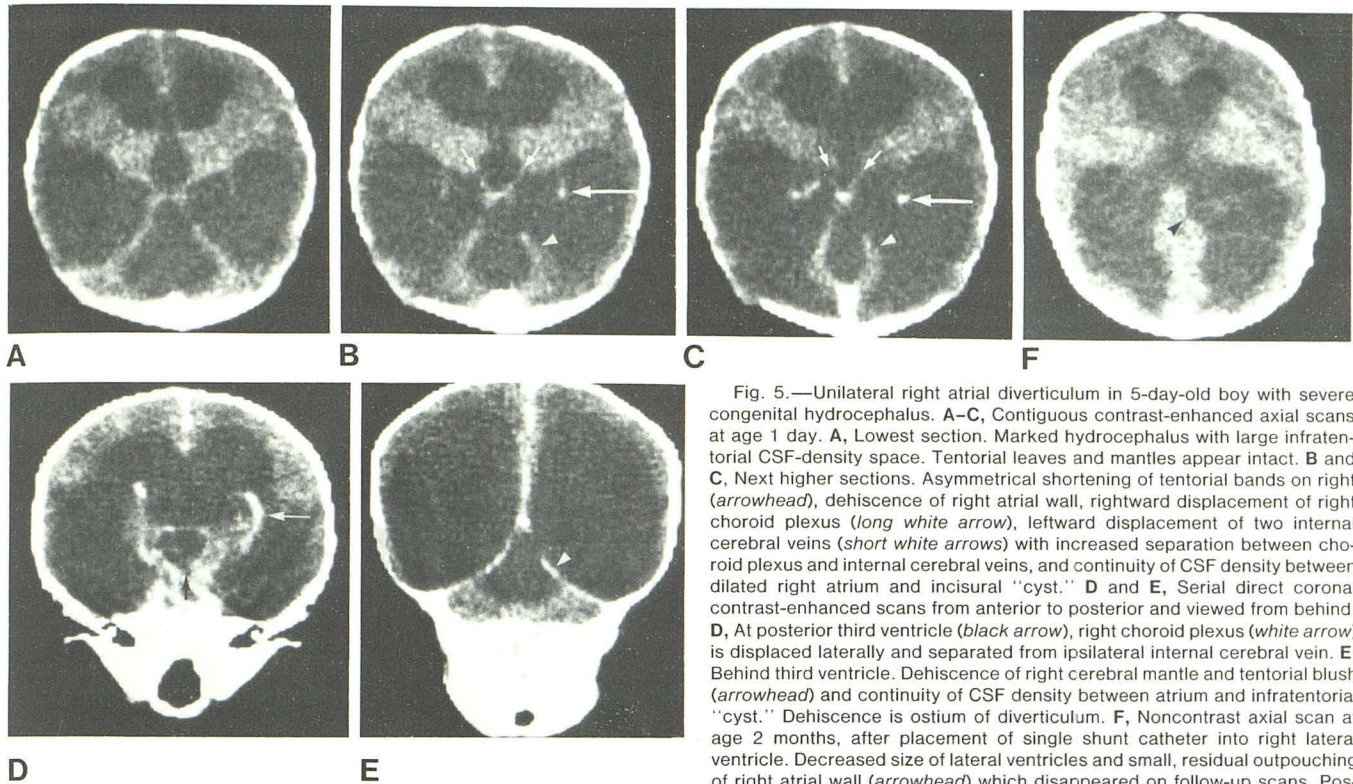 A
B
C
F
D
E
Fig. 5.—Unilateral right atrial diverticulum in 5-day-old boy with severe
congenital hydrocephalus. A–C, Contiguous contrast-enhanced axial scans
at age 1 day. A, Lowest section. Marked hydrocephalus with large infraten-
torial CSF-density space. Tentorial leaves and mantles appear intact. B and
C, Next higher sections. Asymmetrical shortening of tentorial bands on right
(arrowhead), dehiscence of right atrial wall, rightward displacement of right
choroid plexus (long white arrow), leftward displacement of two internal
cerebral veins (short white arrows) with increased separation between cho-
roid plexus and internal cerebral veins, and continuity of CSF density between
dilated right atrium and incisural "cyst." D and E, Serial direct corona
contrast-enhanced scans from anterior to posterior and viewed from behind
D, At posterior third ventricle (black arrow), right choroid plexus (white arrow)
is displaced laterally and separated from ipsilateral internal cerebral vein. E
Behind third ventricle. Dehiscence of right cerebral mantle and tentorial blush
(arrowhead) and continuity of CSF density between atrium and infratentoria
"cyst." Dehiscence is ostium of diverticulum. F, Noncontrast axial scan a
age 2 months, after placement of single shunt catheter into right latera
ventricle. Decreased size of lateral ventricles and small, residual outpouching
of right atrial wall (arrowhead) which disappeared on follow-up scans. Pos-